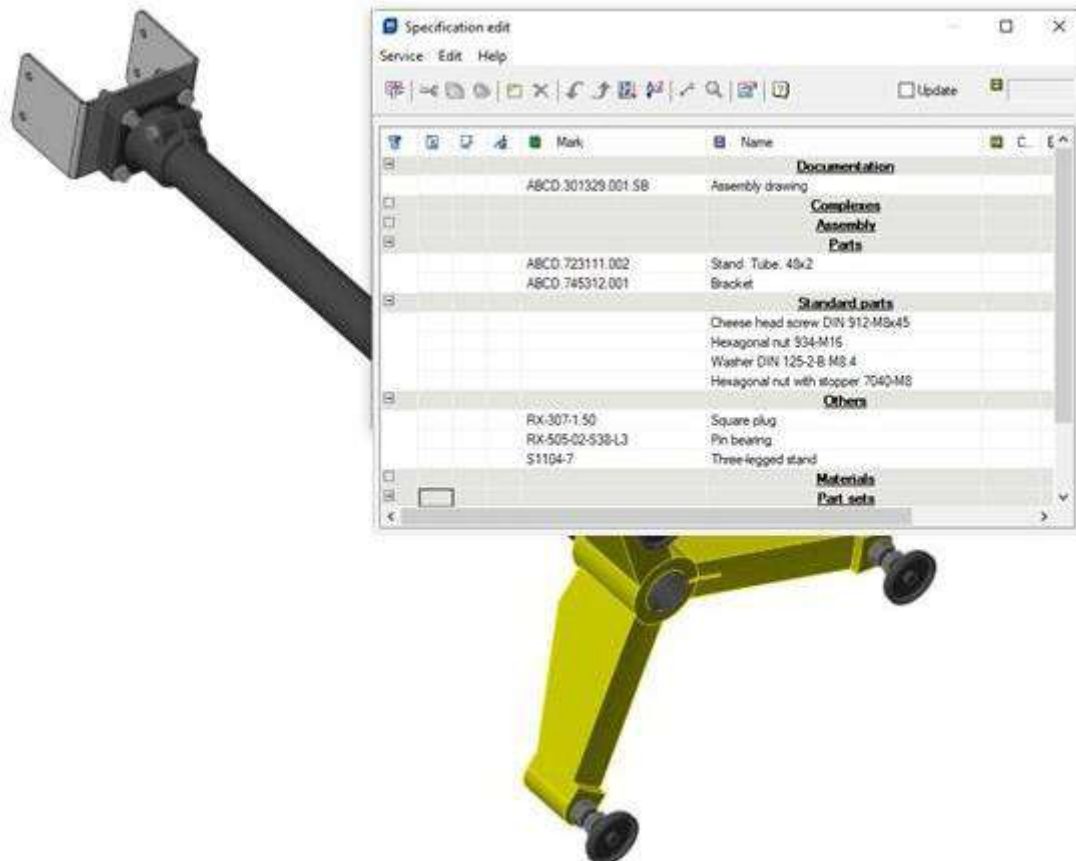 Specification edit
Service Edit Help
Update
Mark Name C..
Documentation
ABCD.301329.001.SB Assembly drawing
Complexes
Assembly
Parts
ABCD.723111.002 Stand. Tube. 48x2
ABCD.745312.001 Bracket
Standard parts
Cheese head screw DIN 912-M8x45
Hexagonal nut 934-M16
Washer DIN 125-2-B M8.4
Hexagonal nut with stopper 7040-M8
Others
RX-307-1.50 Square plug
RX-505-02-S38-L3 Pin bearing
S1104-7 Three-legged stand
Materials
Part sets